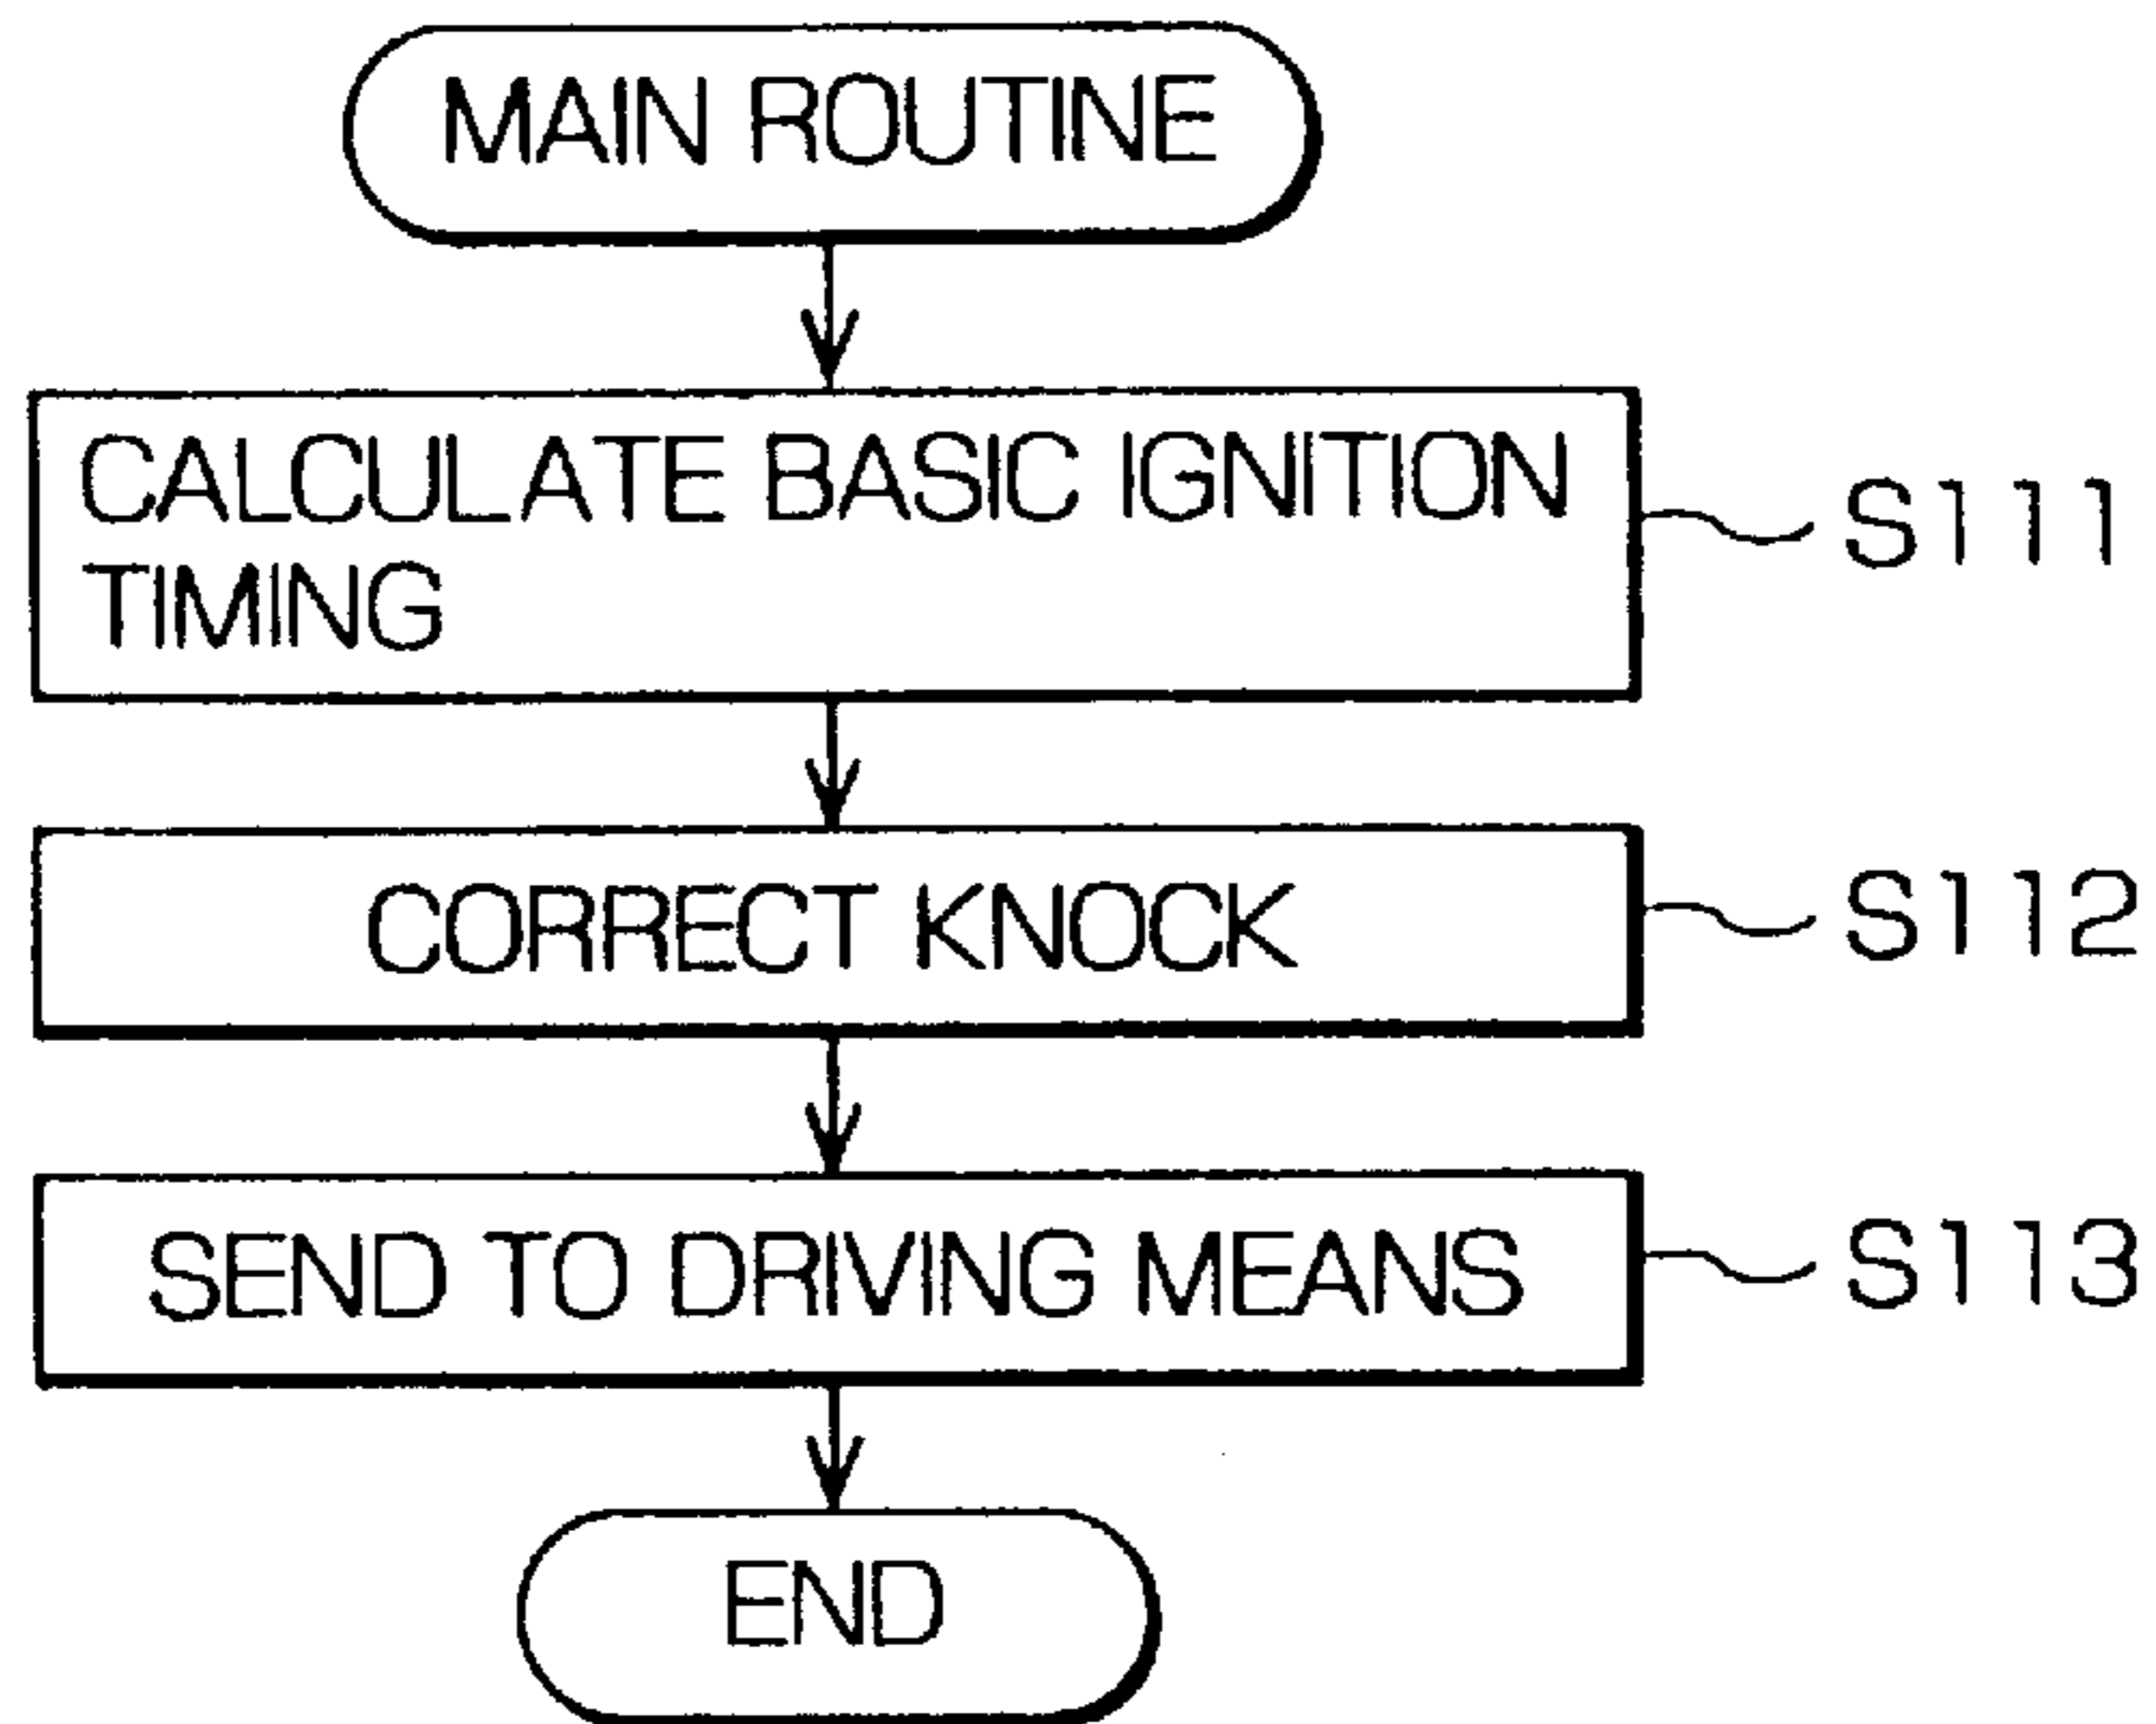 MAIN ROUTINE
CALCULATE BASIC IGNITION
TIMING
S111
CORRECT KNOCK
S112
SEND TO DRIVING MEANS
S113
END